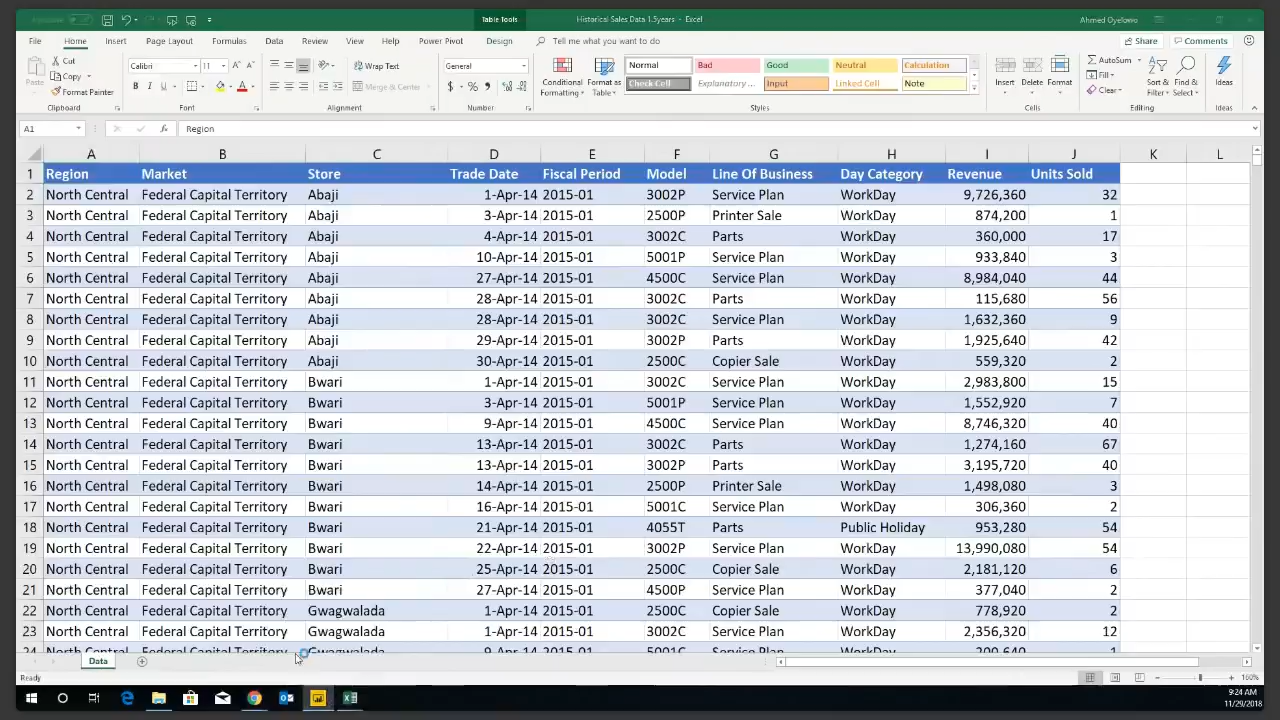 Table Tools
Historical Sales Data 1.5years - Excel
Ahmed Oyelowo
File Home Insert Page Layout Formulas Data Review View Help Power Pivot Design Tell me what you want to do Share Comments
Paste Cut Copy Format Painter
Calibri 11
Wrap Text
Merge & Center
General
Conditional Formatting Format as Table
Normal Bad Good Neutral Calculation
Check Cell Explanatory ... Input Linked Cell Note
Insert Delete Format
AutoSum Fill Clear
Sort & Filter Find & Select
Ideas
Clipboard Font Alignment Number Styles Cells Editing Ideas
A1 fx Region
A B C D E F G H I J K L
1 Region Market Store Trade Date Fiscal Period Model Line Of Business Day Category Revenue Units Sold
2 North Central Federal Capital Territory Abaji 1-Apr-14 2015-01 3002P Service Plan WorkDay 9,726,360 32
3 North Central Federal Capital Territory Abaji 3-Apr-14 2015-01 2500P Printer Sale WorkDay 874,200 1
4 North Central Federal Capital Territory Abaji 4-Apr-14 2015-01 3002C Parts WorkDay 360,000 17
5 North Central Federal Capital Territory Abaji 10-Apr-14 2015-01 5001P Service Plan WorkDay 933,840 3
6 North Central Federal Capital Territory Abaji 27-Apr-14 2015-01 4500C Service Plan WorkDay 8,984,040 44
7 North Central Federal Capital Territory Abaji 28-Apr-14 2015-01 3002C Parts WorkDay 115,680 56
8 North Central Federal Capital Territory Abaji 28-Apr-14 2015-01 3002C Service Plan WorkDay 1,632,360 9
9 North Central Federal Capital Territory Abaji 29-Apr-14 2015-01 3002P Parts WorkDay 1,925,640 42
10 North Central Federal Capital Territory Abaji 30-Apr-14 2015-01 2500C Copier Sale WorkDay 559,320 2
11 North Central Federal Capital Territory Bwari 1-Apr-14 2015-01 3002C Service Plan WorkDay 2,983,800 15
12 North Central Federal Capital Territory Bwari 3-Apr-14 2015-01 5001P Service Plan WorkDay 1,552,920 7
13 North Central Federal Capital Territory Bwari 9-Apr-14 2015-01 4500C Service Plan WorkDay 8,746,320 40
14 North Central Federal Capital Territory Bwari 13-Apr-14 2015-01 3002C Parts WorkDay 1,274,160 67
15 North Central Federal Capital Territory Bwari 13-Apr-14 2015-01 3002P Parts WorkDay 3,195,720 40
16 North Central Federal Capital Territory Bwari 14-Apr-14 2015-01 2500P Printer Sale WorkDay 1,498,080 3
17 North Central Federal Capital Territory Bwari 16-Apr-14 2015-01 5001C Service Plan WorkDay 306,360 2
18 North Central Federal Capital Territory Bwari 21-Apr-14 2015-01 4055T Parts Public Holiday 953,280 54
19 North Central Federal Capital Territory Bwari 22-Apr-14 2015-01 3002P Service Plan WorkDay 13,990,080 54
20 North Central Federal Capital Territory Bwari 25-Apr-14 2015-01 2500C Copier Sale WorkDay 2,181,120 6
21 North Central Federal Capital Territory Bwari 27-Apr-14 2015-01 4500P Service Plan WorkDay 377,040 2
22 North Central Federal Capital Territory Gwagwalada 1-Apr-14 2015-01 2500C Copier Sale WorkDay 778,920 2
23 North Central Federal Capital Territory Gwagwalada 1-Apr-14 2015-01 3002C Service Plan WorkDay 2,356,320 12
24 North Central Federal Capital Territory Gwagwalada 9-Apr-14 2015-01 5001C Service Plan WorkDay 200,640 1
Data
Ready
160%
9:24 AM
11/29/2018